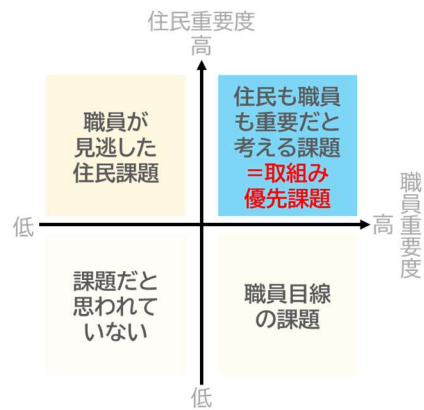 住民重要度
高
職員が
見逃した
住民課題
住民も職員
も重要だと
考える課題
＝取組み
優先課題
低
高
職員重要度
課題だと
思われて
いない
職員目線
の課題
低